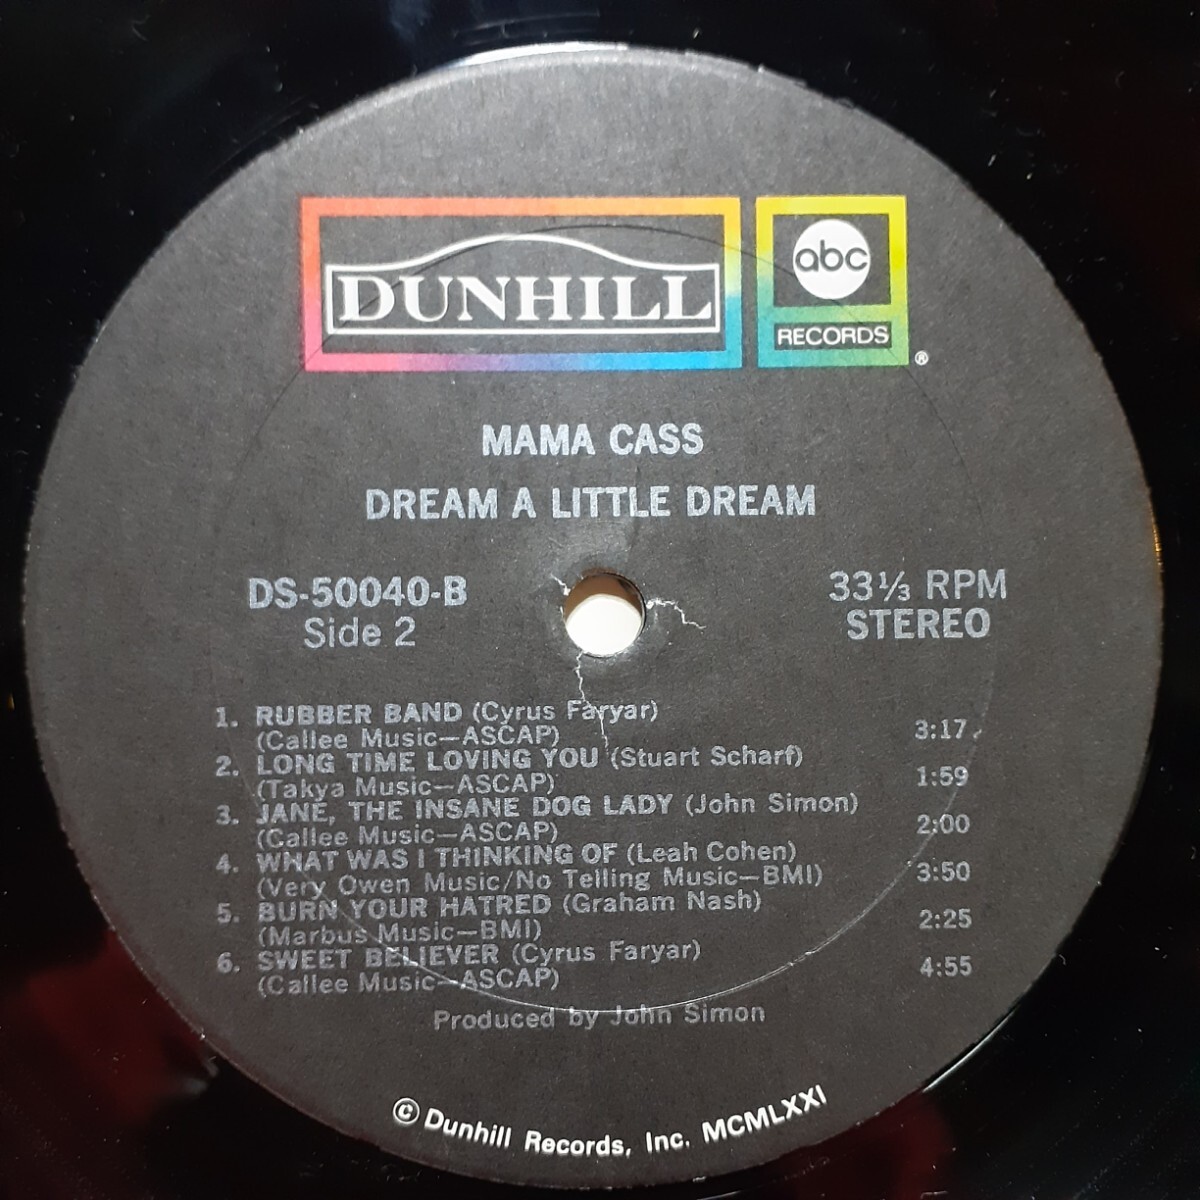 DUNHILL
abc
RECORDS
®
MAMA CASS
DREAM A LITTLE DREAM
DS-50040-B
Side 2
33⅓ RPM
STEREO
1. RUBBER BAND (Cyrus Faryar)
(Callee Music—ASCAP) 3:17
2. LONG TIME LOVING YOU (Stuart Scharf)
(Takya Music—ASCAP) 1:59
3. JANE, THE INSANE DOG LADY (John Simon)
(Callee Music—ASCAP) 2:00
4. WHAT WAS I THINKING OF (Leah Cohen)
(Very Owen Music/No Telling Music—BMI) 3:50
5. BURN YOUR HATRED (Graham Nash)
(Marbus Music—BMI) 2:25
6. SWEET BELIEVER (Cyrus Faryar)
(Callee Music—ASCAP) 4:55
Produced by John Simon
© Dunhill Records, Inc. MCMLXXI